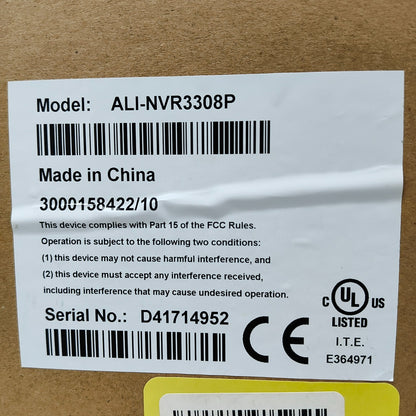 Model: ALI-NVR3308P
Made in China
3000158422/10
This device complies with Part 15 of the FCC Rules.
Operation is subject to the following two conditions:
(1) this device may not cause harmful interference, and
(2) this device must accept any interference received,
including interference that may cause undesired operation.
Serial No.: D41714952
CE
C UL US
LISTED
I.T.E.
E364971